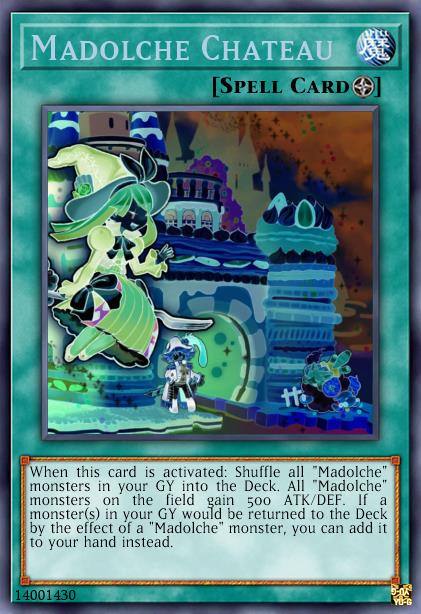 MADOLCHE CHATEAU 魔
[SPELL CARD]
When this card is activated: Shuffle all "Madolche"
monsters in your GY into the Deck. All "Madolche"
monsters on the field gain 500 ATK/DEF. If a
monster(s) in your GY would be returned to the Deck
by the effect of a "Madolche" monster, you can add it
to your hand instead.
14001430